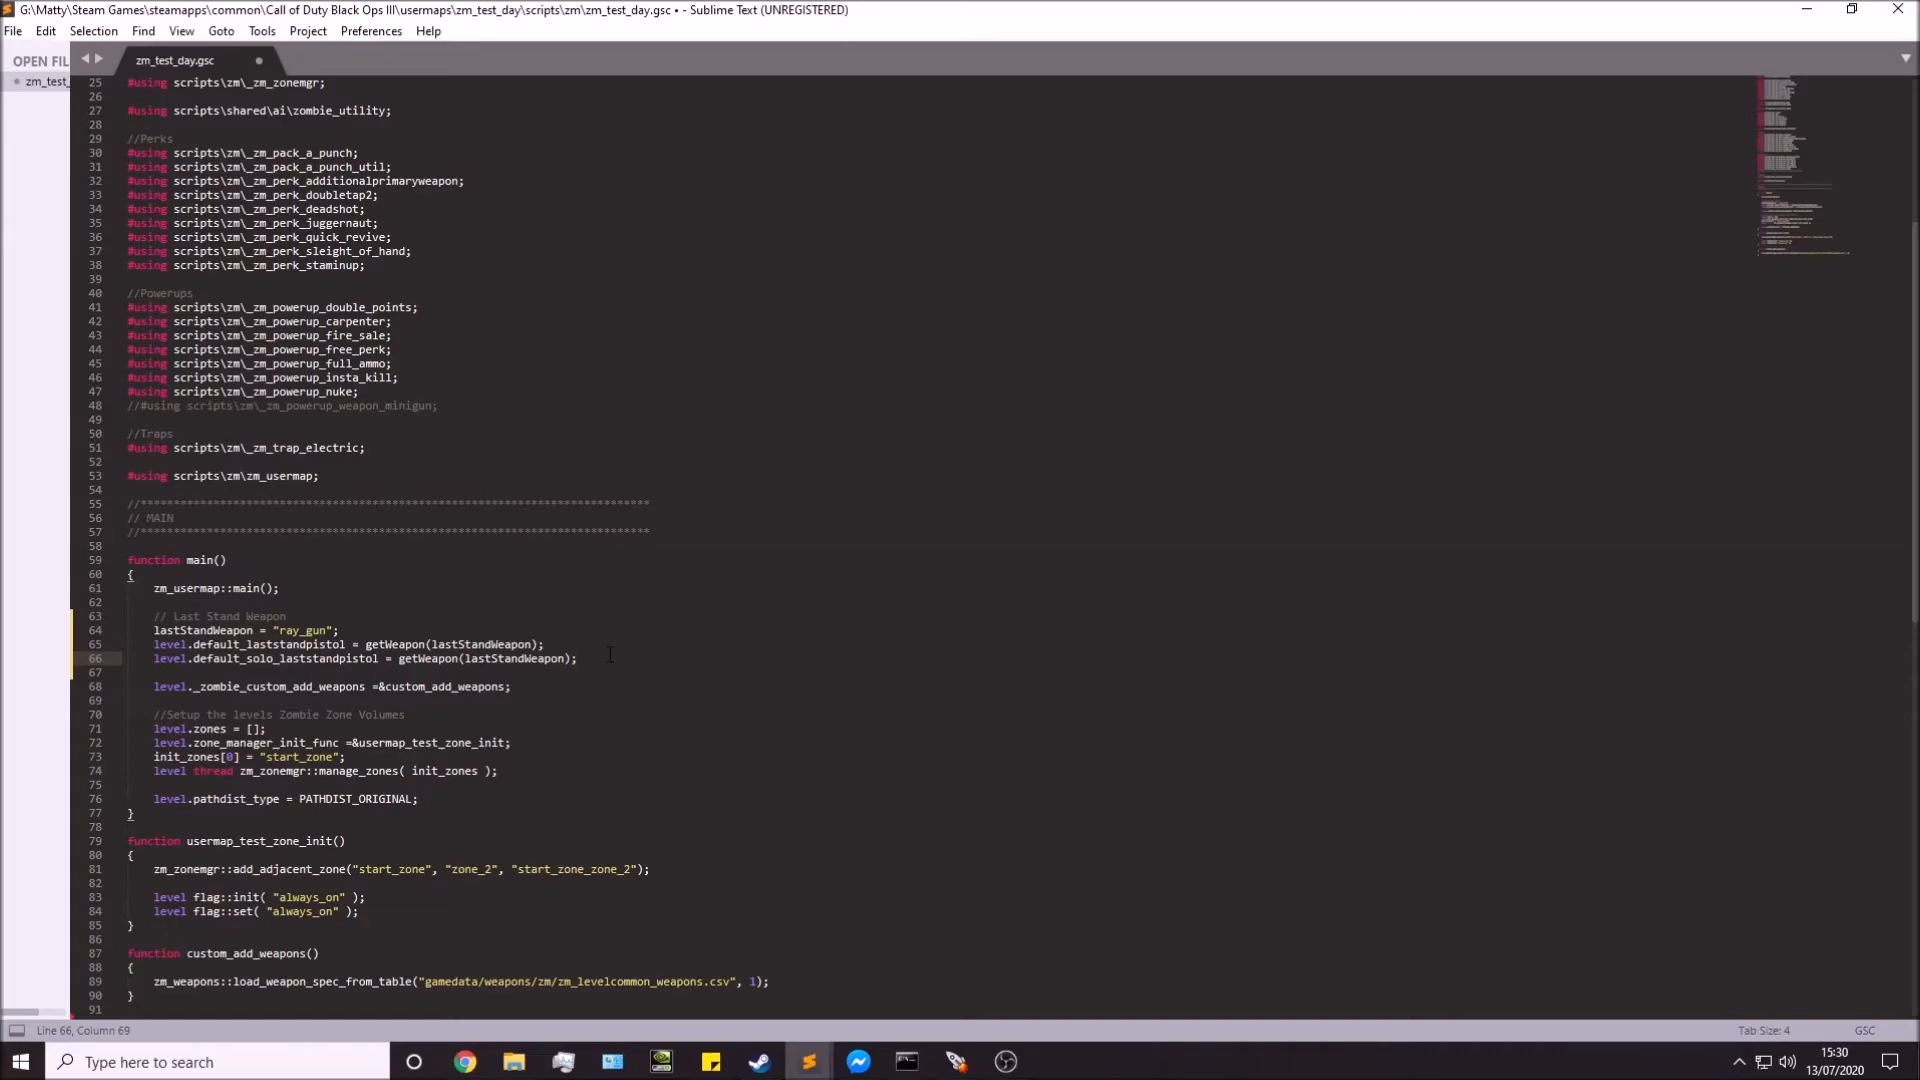 G:\Matty\Steam Games\steamapps\common\Call of Duty Black Ops III\usermaps\zm_test_day\scripts\zm\zm_test_day.gsc • - Sublime Text (UNREGISTERED)
File Edit Selection Find View Goto Tools Project Preferences Help
OPEN FIL
zm_test_day.gsc
zm_test_
25 #using scripts\zm\_zm_zonemgr;
26
27 #using scripts\shared\ai\zombie_utility;
28
29 //Perks
30 #using scripts\zm\_zm_pack_a_punch;
31 #using scripts\zm\_zm_pack_a_punch_util;
32 #using scripts\zm\_zm_perk_additionalprimaryweapon;
33 #using scripts\zm\_zm_perk_doubletap2;
34 #using scripts\zm\_zm_perk_deadshot;
35 #using scripts\zm\_zm_perk_juggernaut;
36 #using scripts\zm\_zm_perk_quick_revive;
37 #using scripts\zm\_zm_perk_sleight_of_hand;
38 #using scripts\zm\_zm_perk_staminup;
39
40 //Powerups
41 #using scripts\zm\_zm_powerup_double_points;
42 #using scripts\zm\_zm_powerup_carpenter;
43 #using scripts\zm\_zm_powerup_fire_sale;
44 #using scripts\zm\_zm_powerup_free_perk;
45 #using scripts\zm\_zm_powerup_full_ammo;
46 #using scripts\zm\_zm_powerup_insta_kill;
47 #using scripts\zm\_zm_powerup_nuke;
48 //#using scripts\zm\_zm_powerup_weapon_minigun;
49
50 //Traps
51 #using scripts\zm\_zm_trap_electric;
52
53 #using scripts\zm\zm_usermap;
54
55 //*****************************************************************************
56 // MAIN
57 //*****************************************************************************
58
59 function main()
60 {
61 zm_usermap::main();
62
63 // Last Stand Weapon
64 lastStandWeapon = "ray_gun";
65 level.default_laststandpistol = getWeapon(lastStandWeapon);
66 level.default_solo_laststandpistol = getWeapon(lastStandWeapon);
67
68 level._zombie_custom_add_weapons =&custom_add_weapons;
69
70 //Setup the levels Zombie Zone Volumes
71 level.zones = [];
72 level.zone_manager_init_func =&usermap_test_zone_init;
73 init_zones[0] = "start_zone";
74 level thread zm_zonemgr::manage_zones( init_zones );
75
76 level.pathdist_type = PATHDIST_ORIGINAL;
77 }
78
79 function usermap_test_zone_init()
80 {
81 zm_zonemgr::add_adjacent_zone("start_zone", "zone_2", "start_zone_zone_2");
82
83 level flag::init( "always_on" );
84 level flag::set( "always_on" );
85 }
86
87 function custom_add_weapons()
88 {
89 zm_weapons::load_weapon_spec_from_table("gamedata/weapons/zm/zm_levelcommon_weapons.csv", 1);
90 }
91
Line 66, Column 69
Tab Size: 4
GSC
Type here to search
15:30
13/07/2020